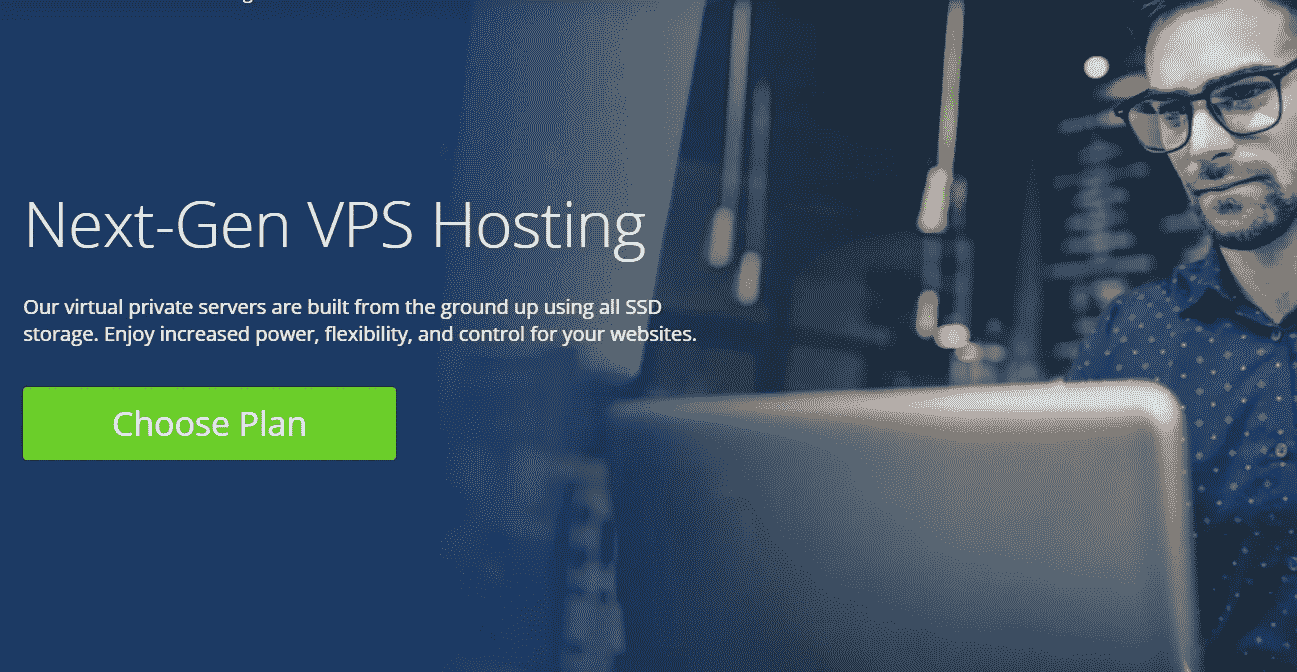 Next-Gen VPS Hosting
Our virtual private servers are built from the ground up using all SSD
storage. Enjoy increased power, flexibility, and control for your websites.
Choose Plan